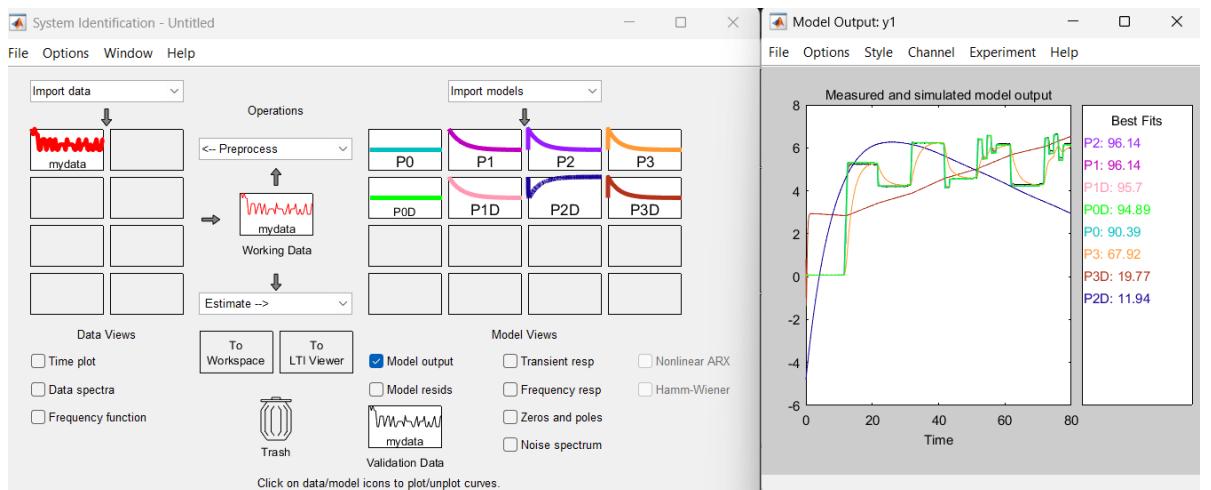 System Identification - Untitled
File Options Window Help
Import data
Import models
Operations
mydata
<-- Preprocess
P0 P1 P2 P3
mydata
Working Data
P0D P1D P2D P3D
Estimate -->
Data Views
Time plot
Data spectra
Frequency function
To Workspace
To LTI Viewer
Trash
Model Views
Model output
Transient resp
Nonlinear ARX
Model resids
Frequency resp
Hamm-Wiener
Zeros and poles
Noise spectrum
mydata
Validation Data
Click on data/model icons to plot/unplot curves.
Model Output: y1
File Options Style Channel Experiment Help
Measured and simulated model output
8
6
4
2
0
-2
-4
-6
0 20 40 60 80
Time
Best Fits
P2: 96.14
P1: 96.14
P1D: 95.7
P0D: 94.89
P0: 90.39
P3: 67.92
P3D: 19.77
P2D: 11.94